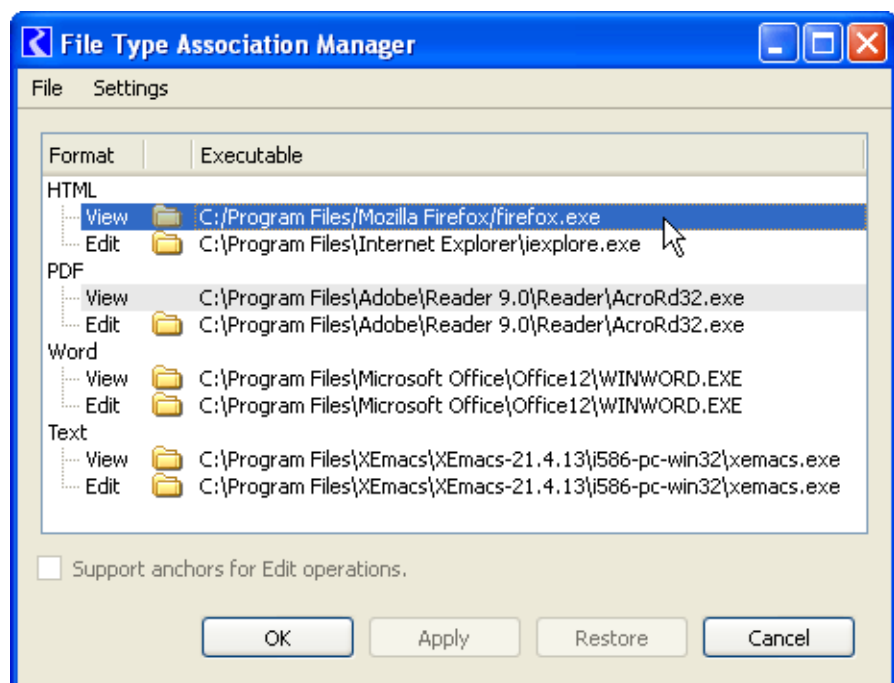 File Type Association Manager
File Settings
Format Executable
HTML
View C:/Program Files/Mozilla Firefox/firefox.exe
Edit C:\Program Files\Internet Explorer\iexplore.exe
PDF
View C:\Program Files\Adobe\Reader 9.0\Reader\AcroRd32.exe
Edit C:\Program Files\Adobe\Reader 9.0\Reader\AcroRd32.exe
Word
View C:\Program Files\Microsoft Office\Office12\WINWORD.EXE
Edit C:\Program Files\Microsoft Office\Office12\WINWORD.EXE
Text
View C:\Program Files\XEmacs\XEmacs-21.4.13\i586-pc-win32\xemacs.exe
Edit C:\Program Files\XEmacs\XEmacs-21.4.13\i586-pc-win32\xemacs.exe
Support anchors for Edit operations.
OK Apply Restore Cancel